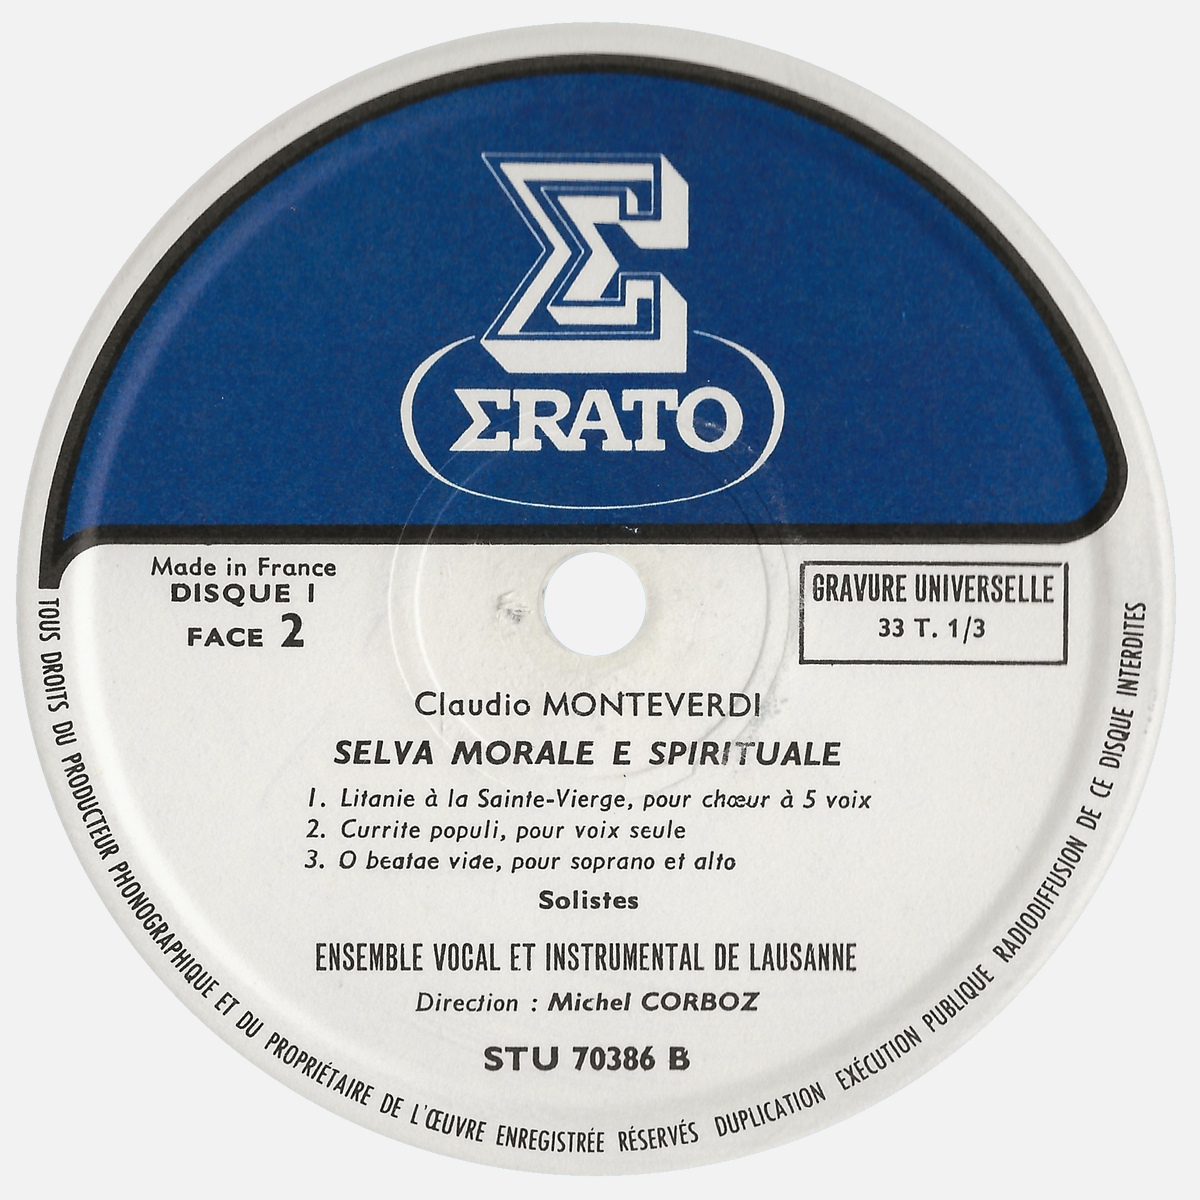 ΣRATO
Made in France
DISQUE 1
FACE 2
GRAVURE UNIVERSELLE
33 T. 1/3
Claudio MONTEVERDI
SELVA MORALE E SPIRITUALE
1. Litanie à la Sainte-Vierge, pour chœur à 5 voix
2. Currite populi, pour voix seule
3. O beatae viae, pour soprano et alto
Solistes
ENSEMBLE VOCAL ET INSTRUMENTAL DE LAUSANNE
Direction : Michel CORBOZ
STU 70386 B
TOUS DROITS DU PRODUCTEUR PHONOGRAPHIQUE ET DU PROPRIÉTAIRE DE L'ŒUVRE ENREGISTRÉE RÉSERVÉS DUPLICATION EXÉCUTION PUBLIQUE RADIODIFFUSION DE CE DISQUE INTERDITES